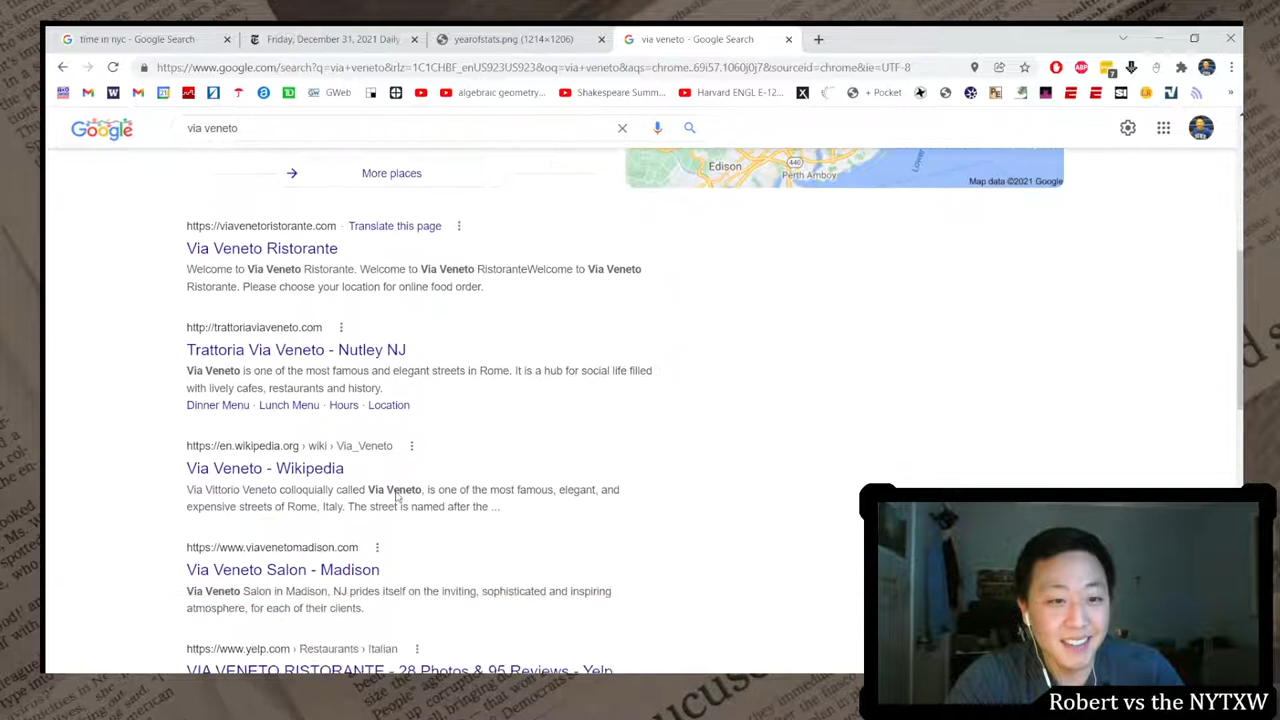 time in nyc - Google Search
Friday, December 31, 2021 Daily
yearofstats.png (1214×1206)
via veneto - Google Search
https://www.google.com/search?q=via+veneto&rlz=1C1CHBF_enUS923US923&oq=via+veneto&aqs=chrome..69i57.1060j0j7&sourceid=chrome&ie=UTF-8
GWeb
algebraic geometry...
Shakespeare Summ...
Harvard ENGL E-12...
+ Pocket
Google
via veneto
More places
Edison
440
Perth Amboy
Map data ©2021 Google
https://viavenetoristorante.com · Translate this page
Via Veneto Ristorante
Welcome to Via Veneto Ristorante. Welcome to Via Veneto RistoranteWelcome to Via Veneto
Ristorante. Please choose your location for online food order.
http://trattoriaviaveneto.com
Trattoria Via Veneto - Nutley NJ
Via Veneto is one of the most famous and elegant streets in Rome. It is a hub for social life filled
with lively cafes, restaurants and history.
Dinner Menu · Lunch Menu · Hours · Location
https://en.wikipedia.org › wiki › Via_Veneto
Via Veneto - Wikipedia
Via Vittorio Veneto colloquially called Via Veneto, is one of the most famous, elegant, and
expensive streets of Rome, Italy. The street is named after the ...
https://www.viavenetomadison.com
Via Veneto Salon - Madison
Via Veneto Salon in Madison, NJ prides itself on the inviting, sophisticated and inspiring
atmosphere, for each of their clients.
https://www.yelp.com › Restaurants › Italian
VIA VENETO RISTORANTE - 28 Photos & 95 Reviews - Yelp
Robert vs the NYTXW